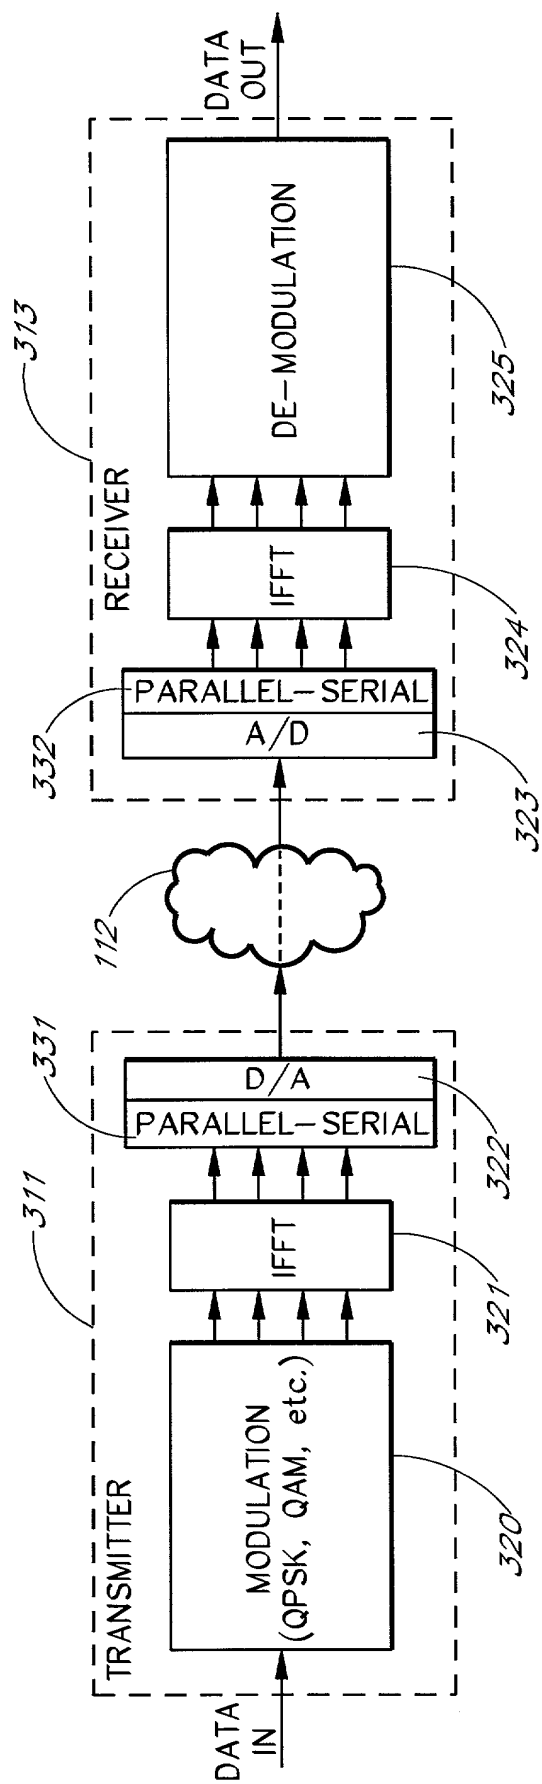 DATA
IN
TRANSMITTER
311
MODULATION
(QPSK, QAM, etc.)
320
IFFT
321
PARALLEL-SERIAL
331
D/A
322
112
A/D
323
PARALLEL-SERIAL
332
RECEIVER
313
IFFT
324
DE-MODULATION
325
DATA
OUT